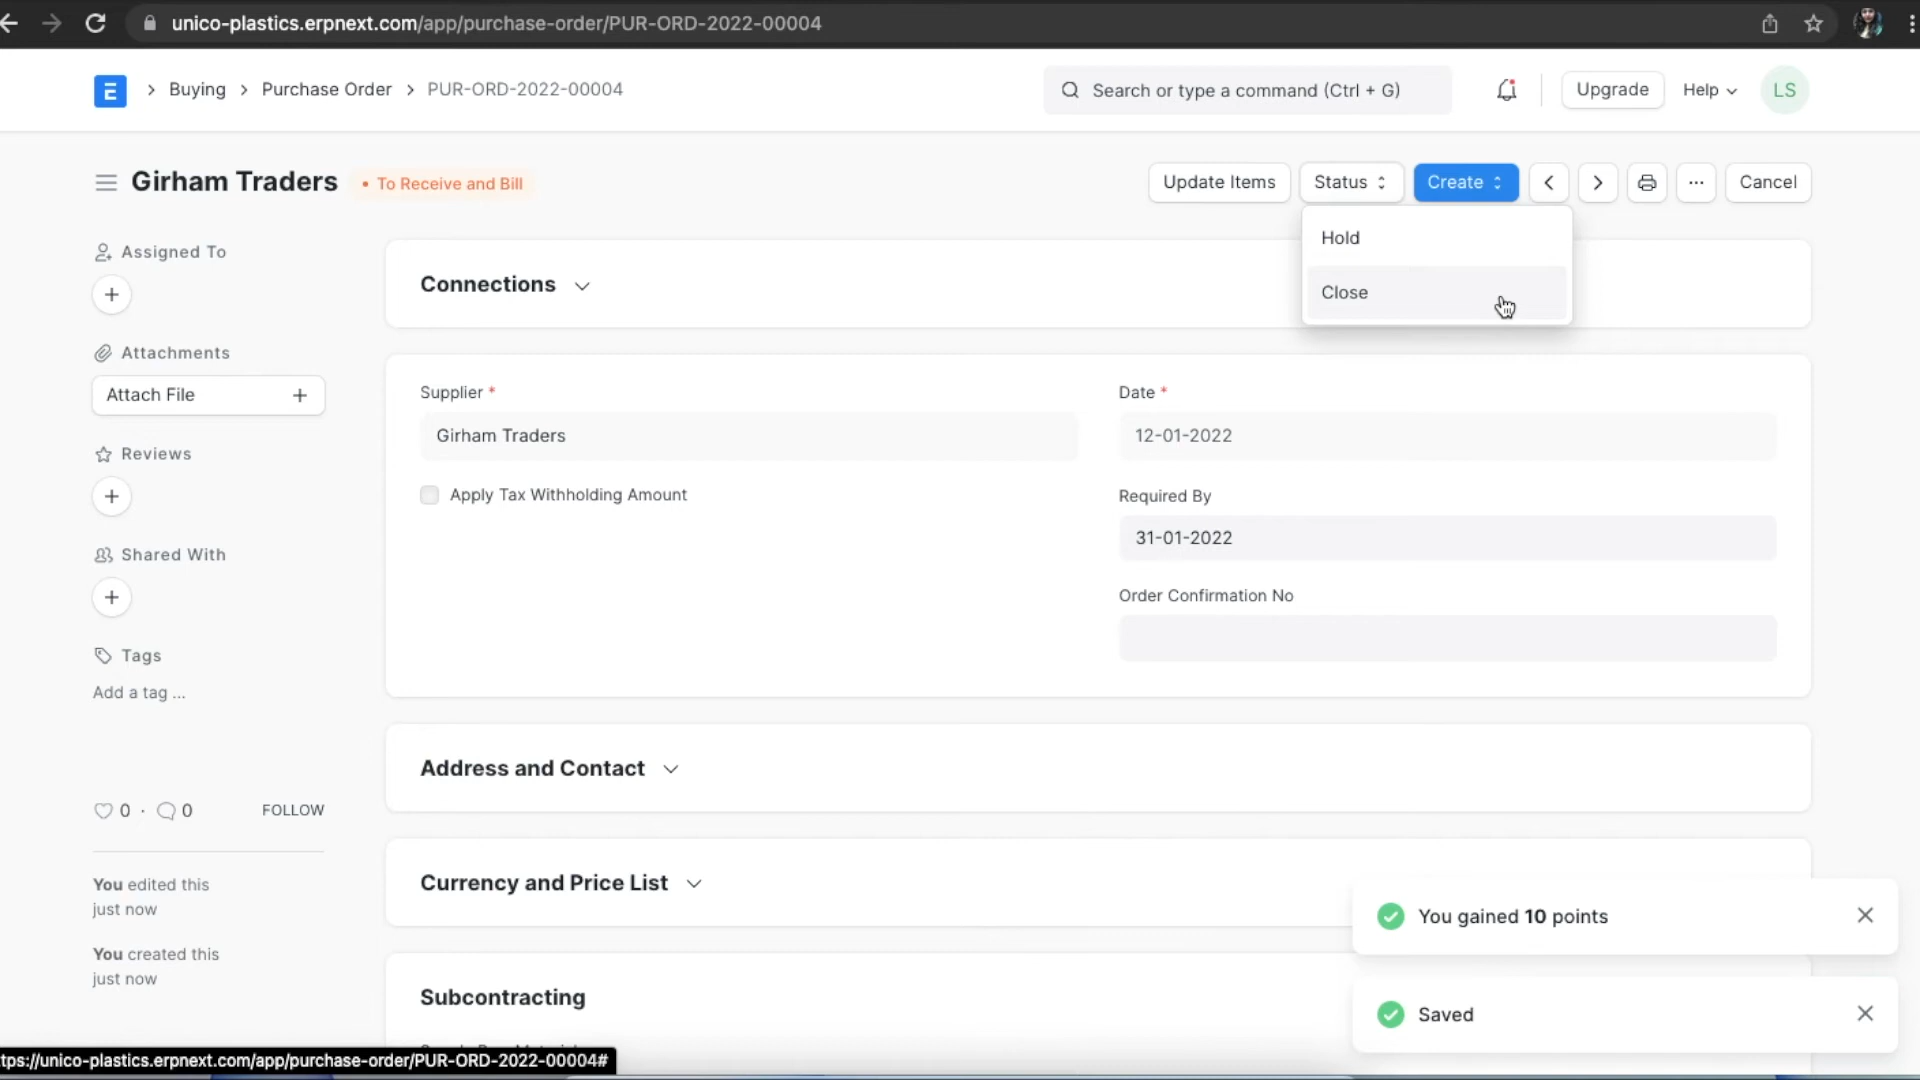 unico-plastics.erpnext.com/app/purchase-order/PUR-ORD-2022-00004
E > Buying > Purchase Order > PUR-ORD-2022-00004
Search or type a command (Ctrl + G)
Upgrade
Help
LS
Girham Traders
• To Receive and Bill
Update Items
Status
Create
Cancel
Hold
Close
Assigned To
Attachments
Attach File
Reviews
Shared With
Tags
Add a tag ...
0 · 0
FOLLOW
You edited this
just now
You created this
just now
Connections
Supplier *
Girham Traders
Apply Tax Withholding Amount
Date *
12-01-2022
Required By
31-01-2022
Order Confirmation No
Address and Contact
Currency and Price List
Subcontracting
You gained 10 points
Saved
tps://unico-plastics.erpnext.com/app/purchase-order/PUR-ORD-2022-00004#